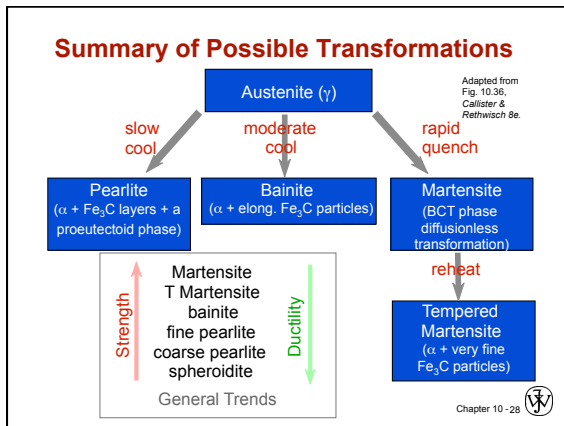 Summary of Possible Transformations
Adapted from
Fig. 10.36,
Callister &
Rethwisch 8e.
Austenite (γ)
slow
cool
moderate
cool
rapid
quench
Pearlite
(α + Fe₃C layers + a
proeutectoid phase)
Bainite
(α + elong. Fe₃C particles)
Martensite
(BCT phase
diffusionless
transformation)
reheat
Tempered
Martensite
(α + very fine
Fe₃C particles)
Strength
Martensite
T Martensite
bainite
fine pearlite
coarse pearlite
spheroidite
Ductility
General Trends
Chapter 10 - 28